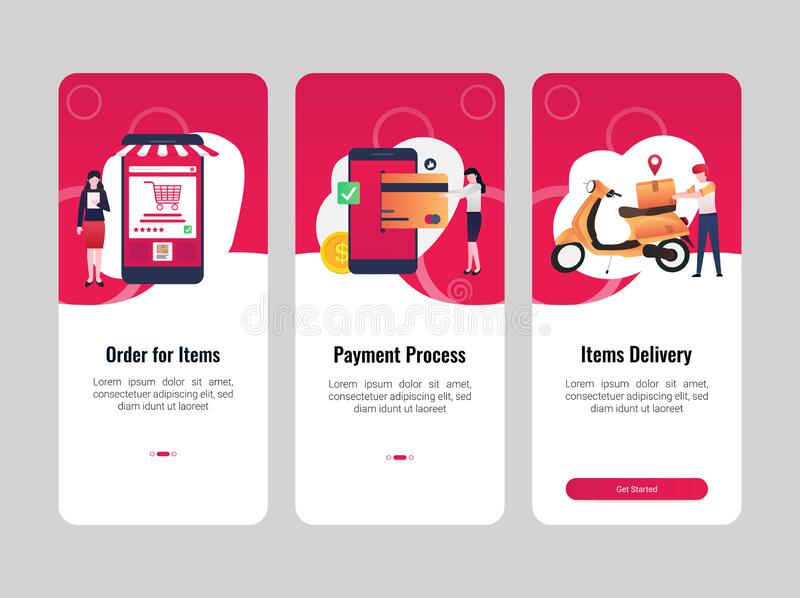 Order for Items
Lorem ipsum dolor sit amet,
consectetuer adipiscing elit, sed
diam idunt ut laoreet
Payment Process
Lorem ipsum dolor sit amet,
consectetuer adipiscing elit, sed
diam idunt ut laoreet
Items Delivery
Lorem ipsum dolor sit amet,
consectetuer adipiscing elit, sed
diam idunt ut laoreet
Get Started
dreamstime